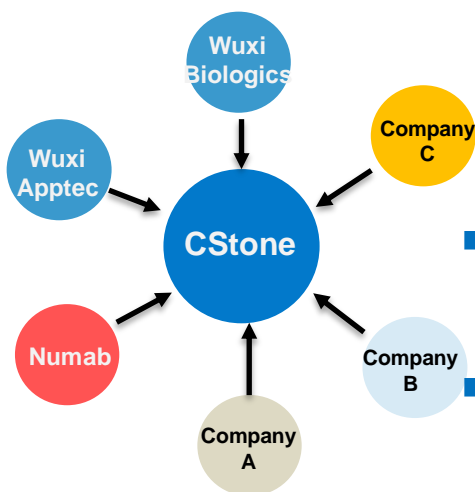 Wuxi
Biologics
Company
C
Wuxi
Apptec
CStone
Numab
Company
B
Company
A